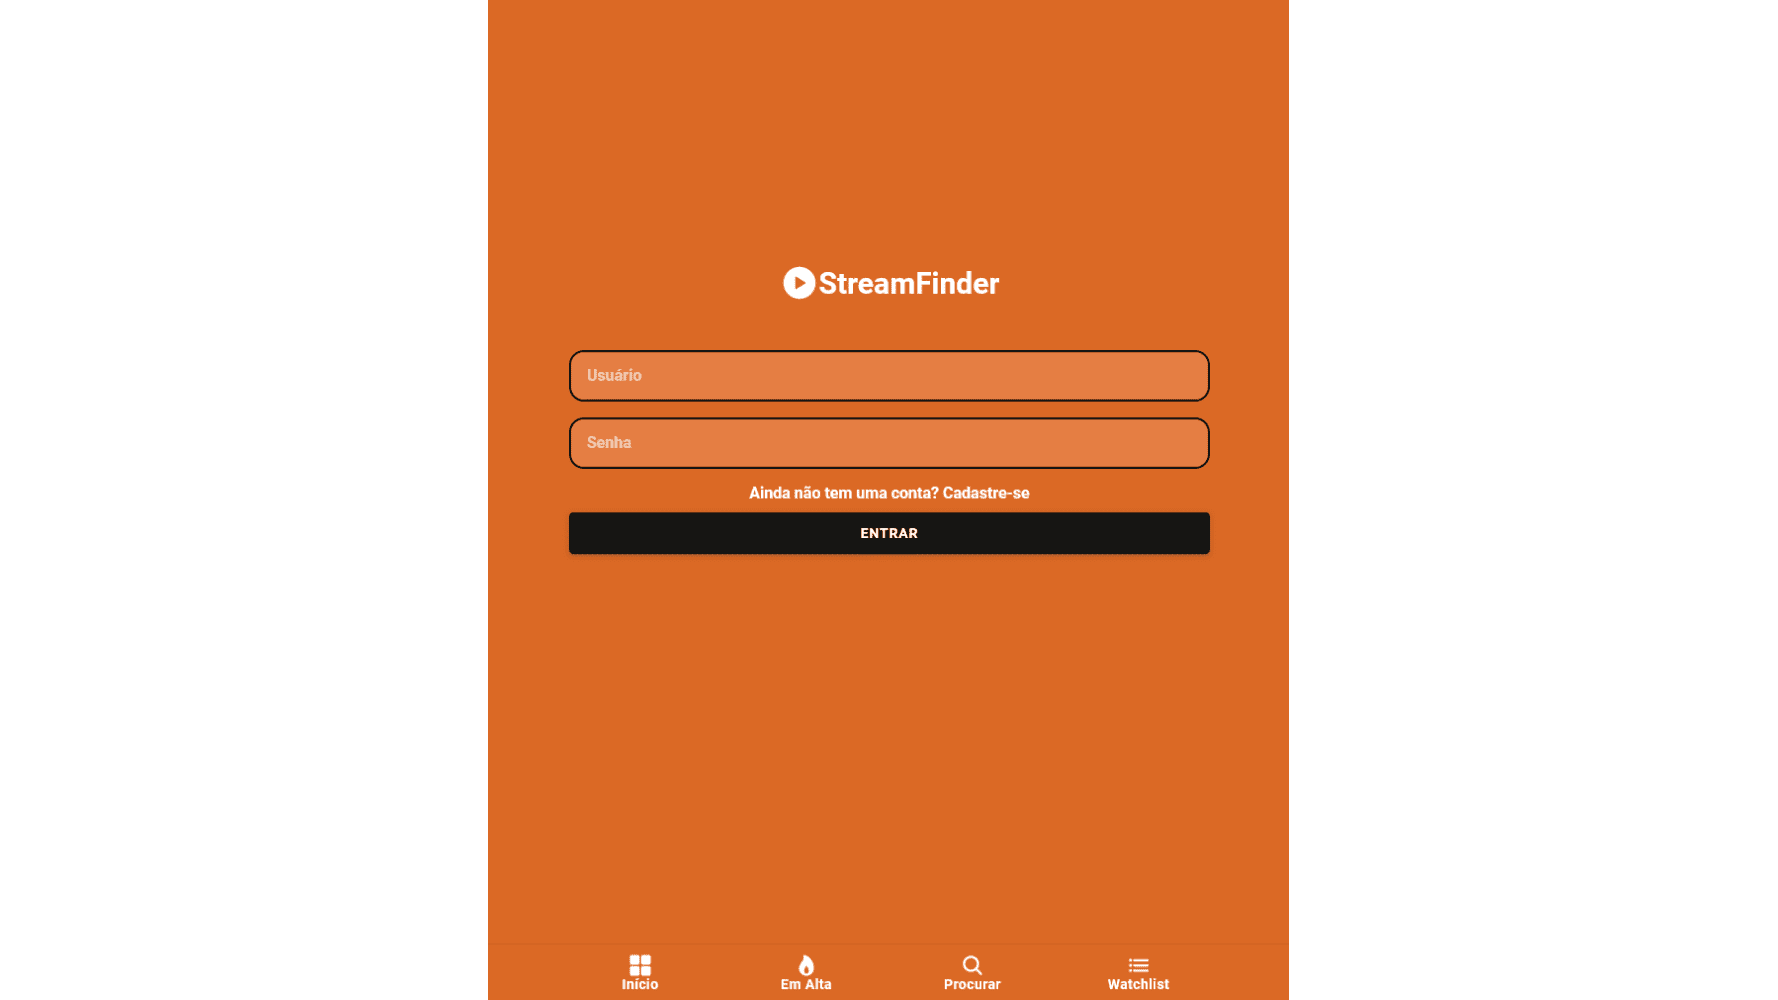 StreamFinder
Usuário
Senha
Ainda não tem uma conta? Cadastre-se
ENTRAR
Início
Em Alta
Procurar
Watchlist